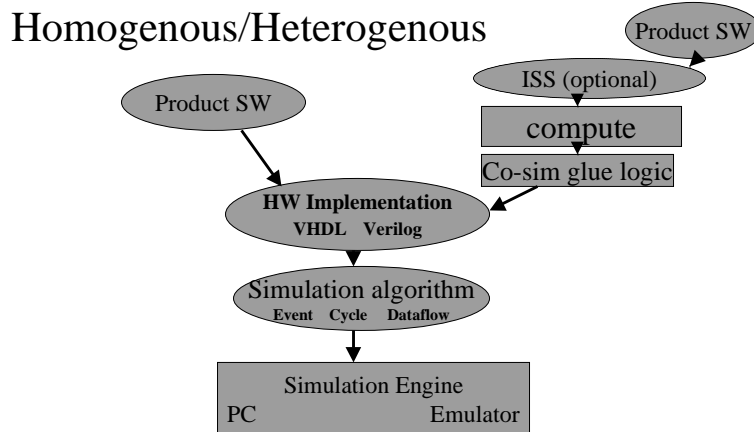 Homogenous/Heterogenous
Product SW
ISS (optional)
Product SW
compute
Co-sim glue logic
HW Implementation
VHDL Verilog
Simulation algorithm
Event Cycle Dataflow
Simulation Engine
PC Emulator